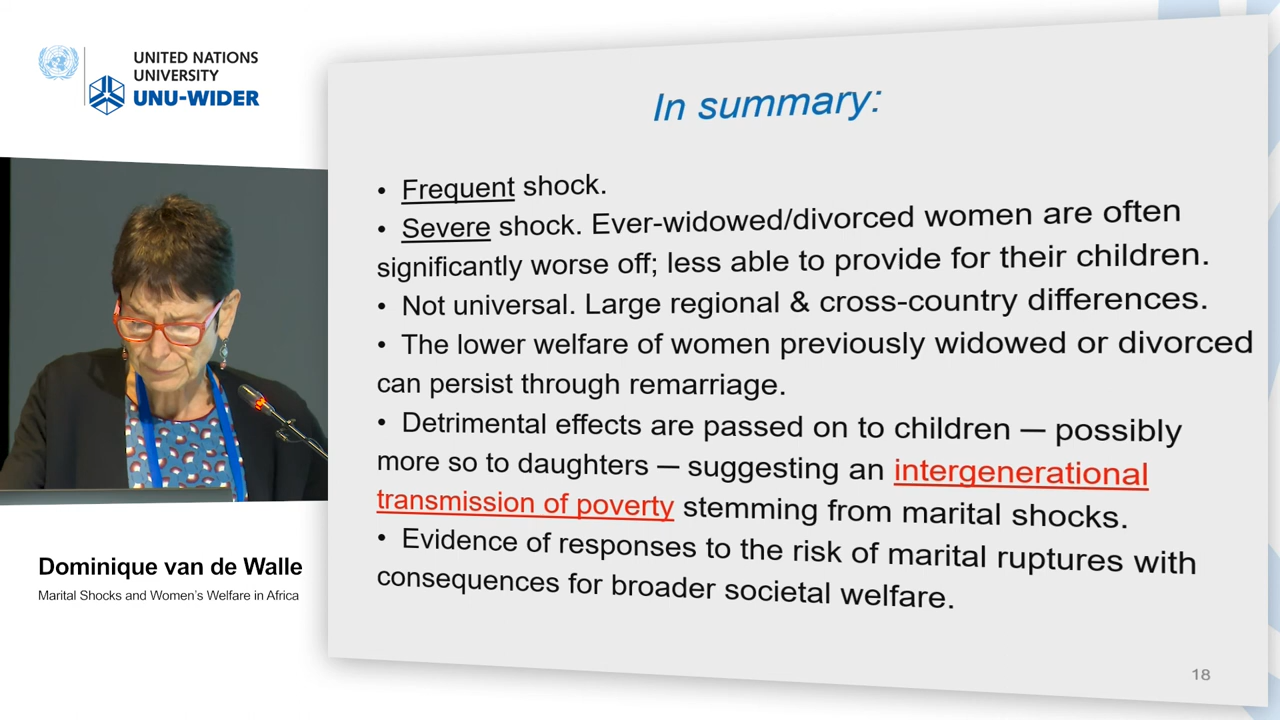 UNITED NATIONS
UNIVERSITY
UNU-WIDER
In summary:
• Frequent shock.
• Severe shock. Ever-widowed/divorced women are often
significantly worse off; less able to provide for their children.
• Not universal. Large regional & cross-country differences.
• The lower welfare of women previously widowed or divorced
can persist through remarriage.
• Detrimental effects are passed on to children — possibly
more so to daughters — suggesting an intergenerational
transmission of poverty stemming from marital shocks.
• Evidence of responses to the risk of marital ruptures with
consequences for broader societal welfare.
Dominique van de Walle
Marital Shocks and Women's Welfare in Africa
18